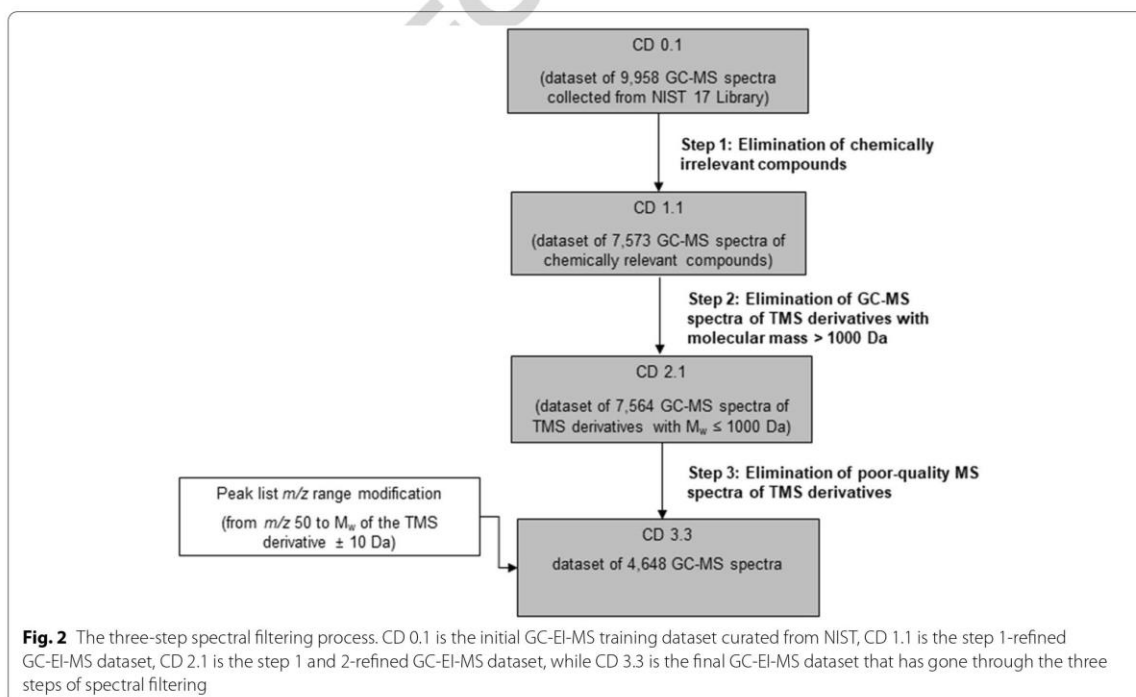 CD 0.1
(dataset of 9,958 GC-MS spectra
collected from NIST 17 Library)
Step 1: Elimination of chemically
irrelevant compounds
CD 1.1
(dataset of 7,573 GC-MS spectra of
chemically relevant compounds)
Step 2: Elimination of GC-MS
spectra of TMS derivatives with
molecular mass > 1000 Da
CD 2.1
(dataset of 7,564 GC-MS spectra of
TMS derivatives with Mw ≤ 1000 Da)
Step 3: Elimination of poor-quality MS
spectra of TMS derivatives
Peak list m/z range modification
(from m/z 50 to Mw of the TMS
derivative ± 10 Da)
CD 3.3
dataset of 4,648 GC-MS spectra
Fig. 2 The three-step spectral filtering process. CD 0.1 is the initial GC-EI-MS training dataset curated from NIST, CD 1.1 is the step 1-refined
GC-EI-MS dataset, CD 2.1 is the step 1 and 2-refined GC-EI-MS dataset, while CD 3.3 is the final GC-EI-MS dataset that has gone through the three
steps of spectral filtering